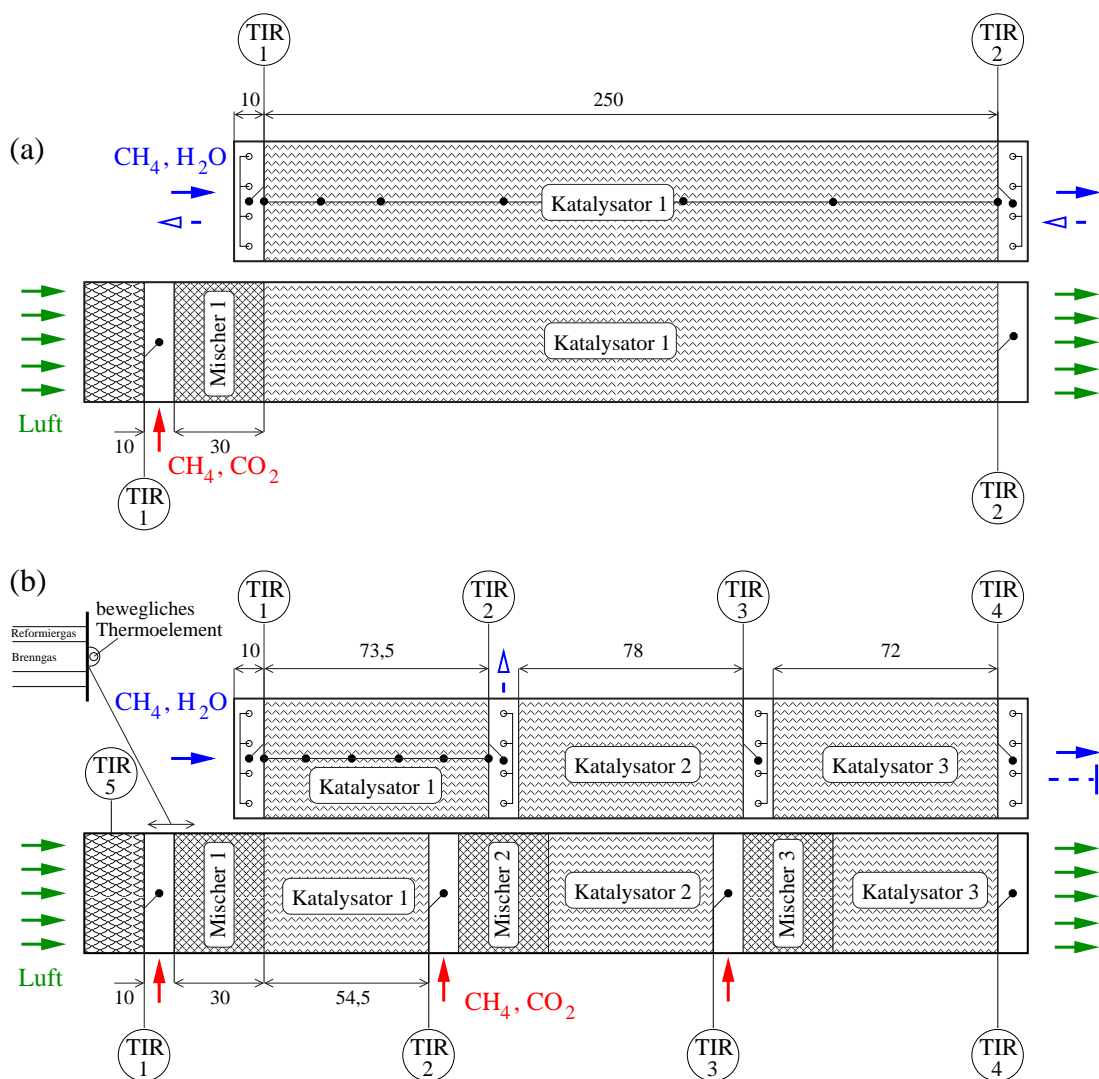 TIR
1
TIR
2
10
250
(a)
CH4, H2O
Katalysator 1
Mischer 1
Katalysator 1
Luft
10
30
CH4, CO2
TIR
1
TIR
2
(b)
bewegliches
Thermoelement
Reformiergas
Brenngas
TIR
1
TIR
2
TIR
3
TIR
4
10
73,5
78
72
CH4, H2O
TIR
5
Katalysator 1
Katalysator 2
Katalysator 3
Mischer 1
Katalysator 1
Mischer 2
Katalysator 2
Mischer 3
Katalysator 3
Luft
10
30
54,5
CH4, CO2
TIR
1
TIR
2
TIR
3
TIR
4